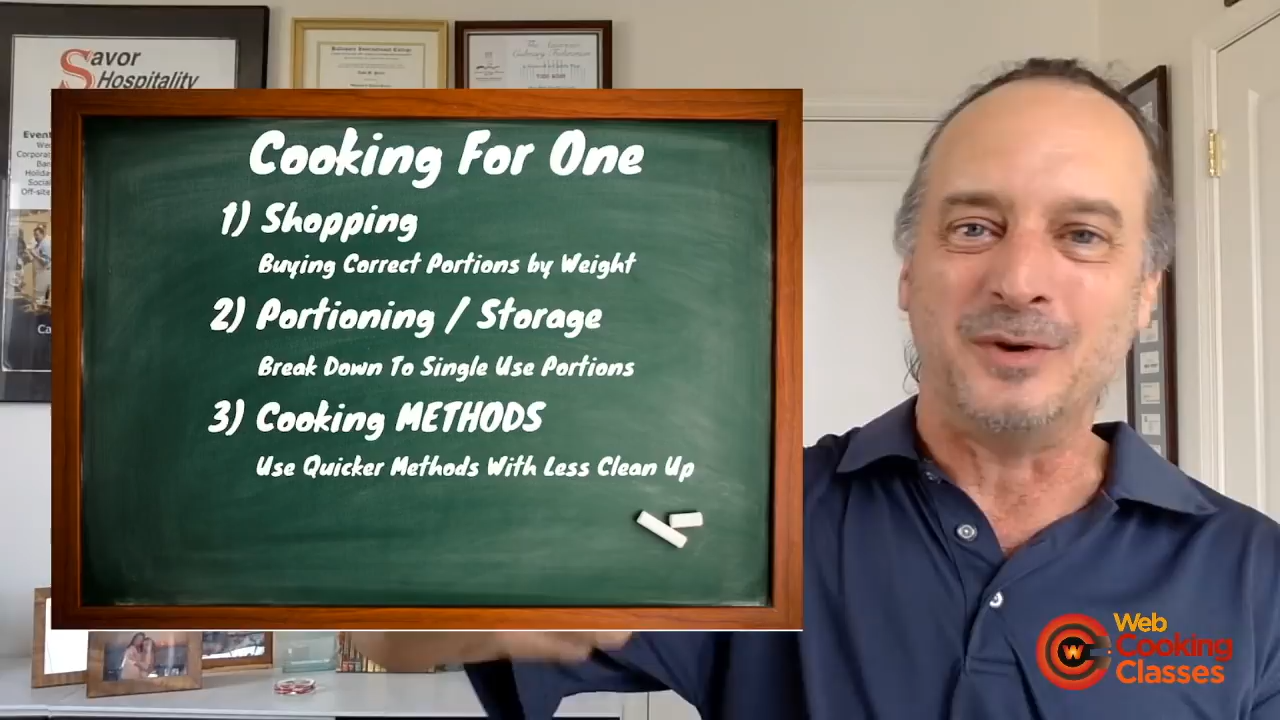 Savor
Hospitality
Cooking For One
1) Shopping
Buying Correct Portions by Weight
2) Portioning / Storage
Break Down To Single Use Portions
3) Cooking METHODS
Use Quicker Methods With Less Clean Up
Web
Cooking
Classes